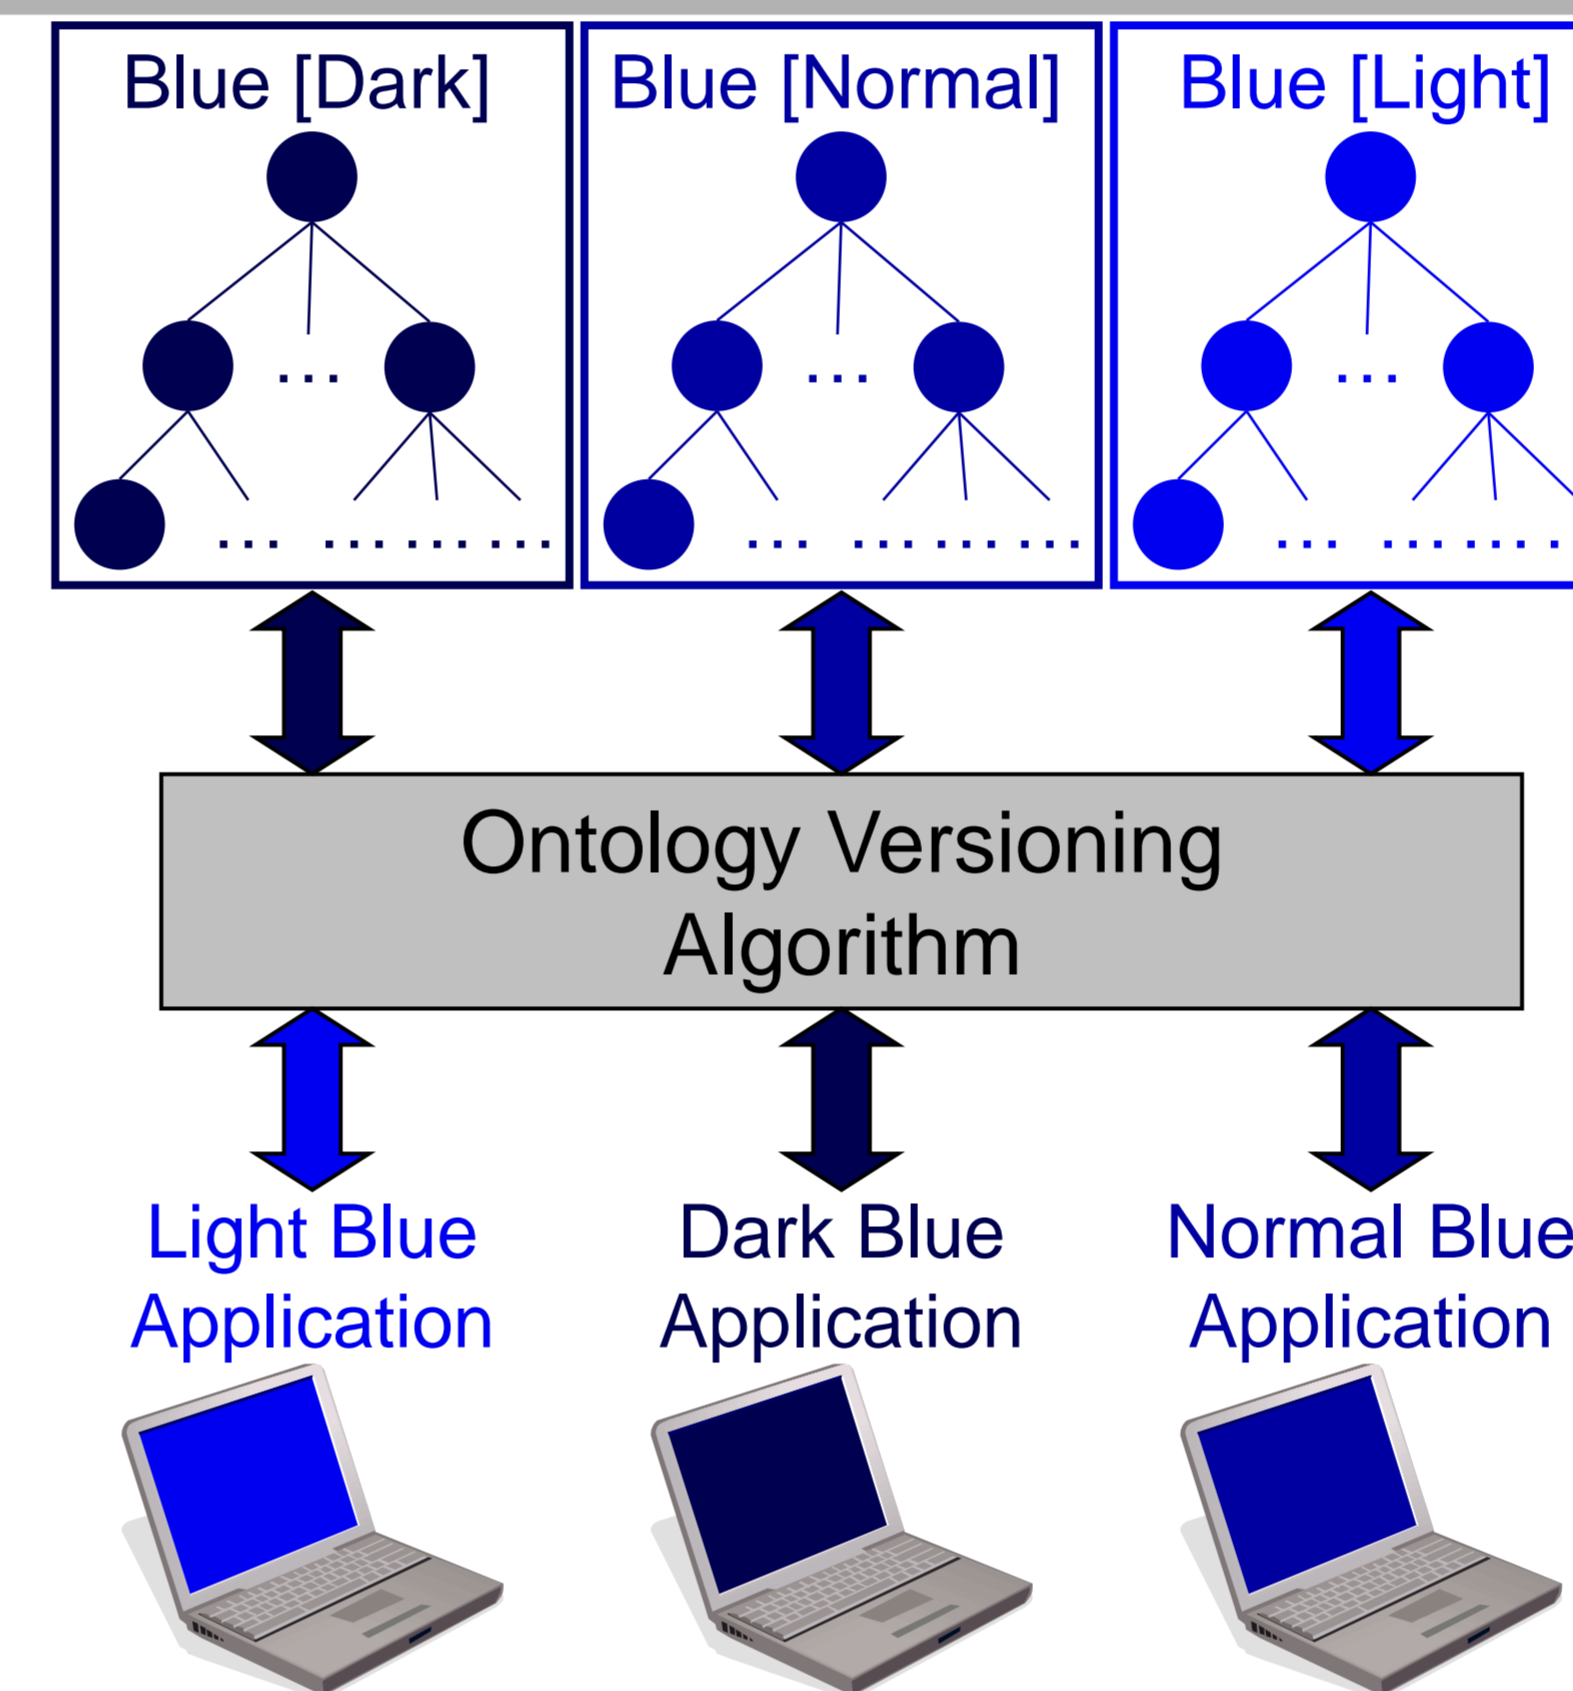 Blue [Dark]
Blue [Normal]
Blue [Light]
... ... ...
... ... ... ... ... ... ... ... ... ... ... ...
Ontology Versioning
Algorithm
Light Blue
Application
Dark Blue
Application
Normal Blue
Application